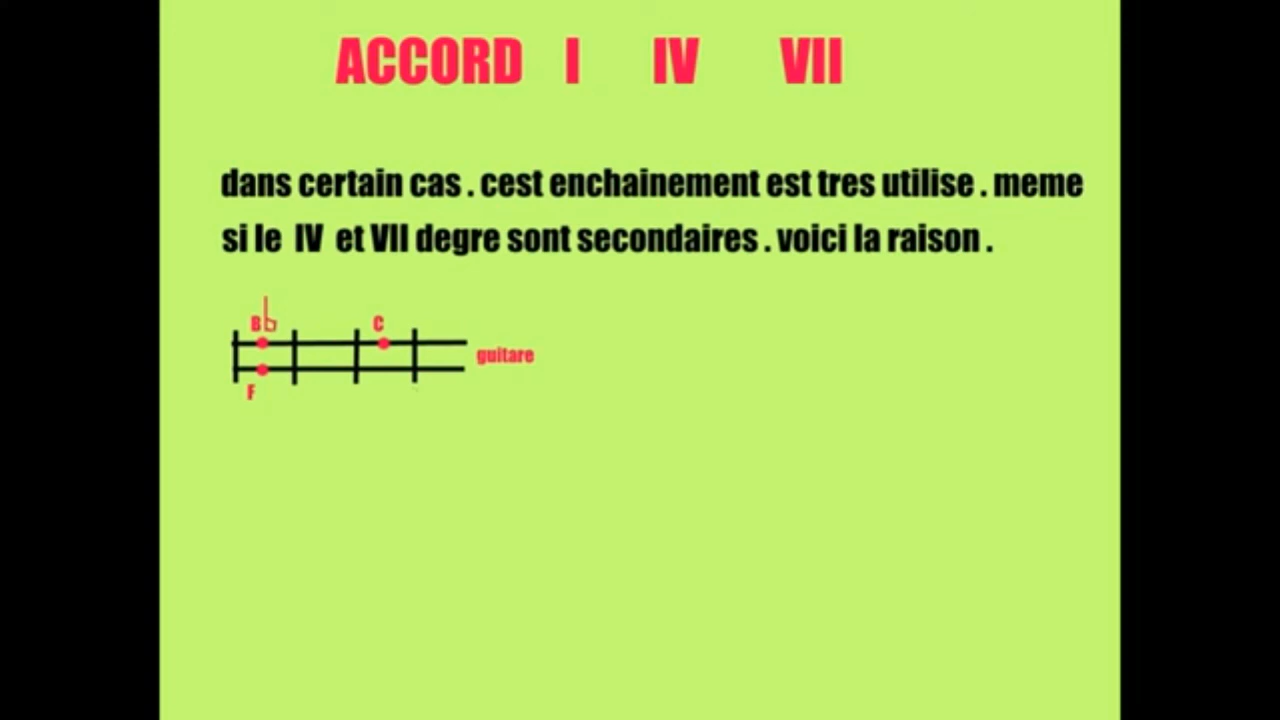 ACCORD I IV VII
dans certain cas . cest enchainement est tres utilise . meme
si le IV et VII degre sont secondaires . voici la raison .
B♭ C
guitare
F